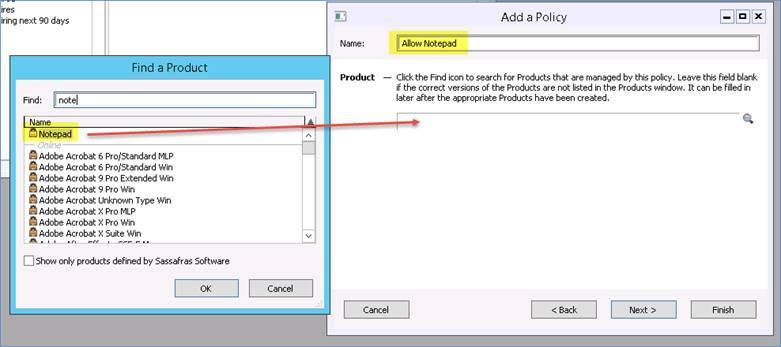 ires
iring next 90 days
Find a Product
Find:
note
Name
Notepad
Online
Adobe Acrobat 6 Pro/Standard MLP
Adobe Acrobat 6 Pro/Standard Win
Adobe Acrobat 9 Pro Extended Win
Adobe Acrobat 9 Pro Win
Adobe Acrobat Unknown Type Win
Adobe Acrobat X Pro MLP
Adobe Acrobat X Pro Win
Adobe Acrobat X Suite Win
Show only products defined by Sassafras Software
OK
Cancel
Add a Policy
Name:
Allow Notepad
Product — Click the Find icon to search for Products that are managed by this policy. Leave this field blank
if the correct versions of the Products are not listed in the Products window. It can be filled in
later after the appropriate Products have been created.
Cancel
< Back
Next >
Finish